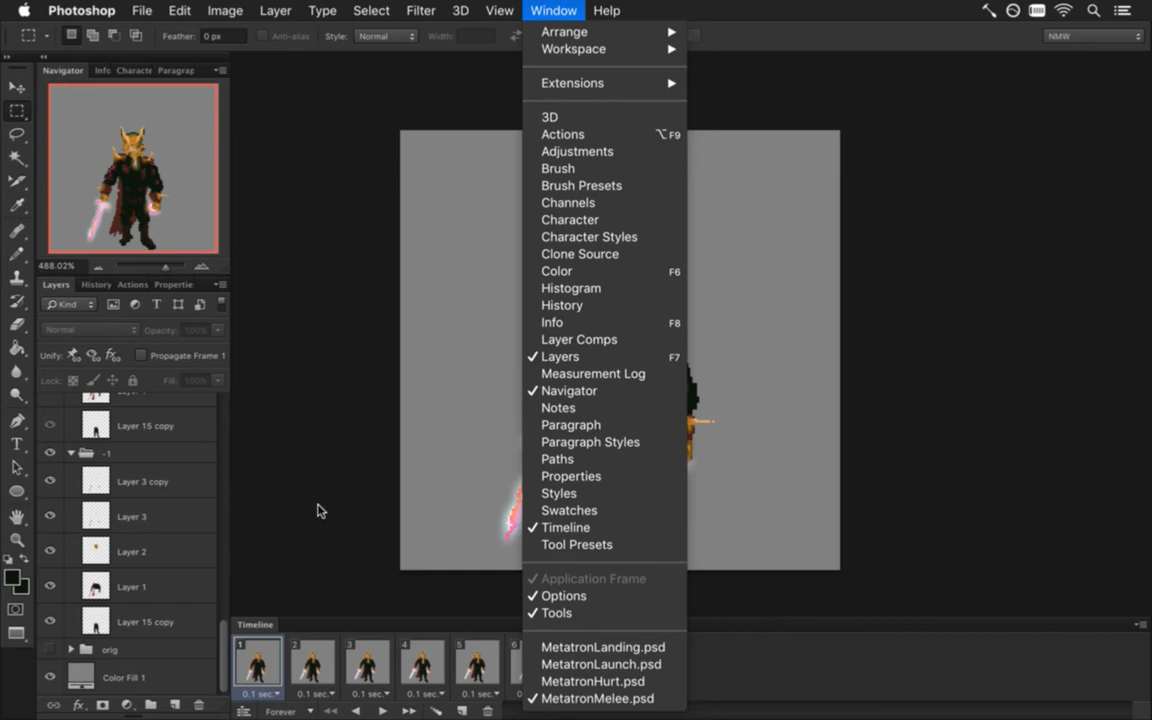 Photoshop File Edit Image Layer Type Select Filter 3D View Window Help
Feather: 0 px Anti-alias Style: Normal Width: NMW
Navigator Info Characte Paragrap
488.02%
Layers History Actions Propertie
Kind
Normal Opacity: 100%
Unify: Propagate Frame 1
Lock: Fill: 100%
Layer 15 copy
-1
Layer 3 copy
Layer 3
Layer 2
Layer 1
Layer 15 copy
orig
Color Fill 1
Arrange
Workspace
Extensions
3D
Actions ⌥F9
Adjustments
Brush
Brush Presets
Channels
Character
Character Styles
Clone Source
Color F6
Histogram
History
Info F8
Layer Comps
✓ Layers F7
Measurement Log
✓ Navigator
Notes
Paragraph
Paragraph Styles
Paths
Properties
Styles
Swatches
✓ Timeline
Tool Presets
✓ Application Frame
✓ Options
✓ Tools
MetatronLanding.psd
MetatronLaunch.psd
MetatronHurt.psd
✓ MetatronMelee.psd
Timeline
1 2 3 4 5 6
0.1 sec. 0.1 sec. 0.1 sec. 0.1 sec. 0.1 sec.
Forever